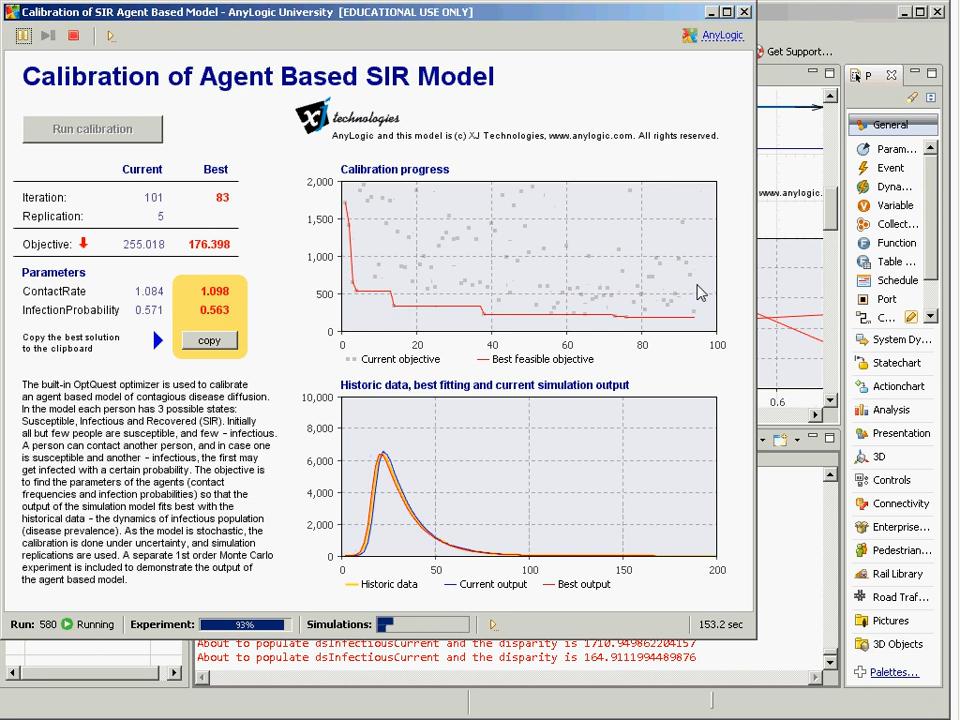 Calibration of SIR Agent Based Model - AnyLogic University [EDUCATIONAL USE ONLY]
AnyLogic
Get Support...
Calibration of Agent Based SIR Model
P
XJ technologies
AnyLogic and this model is (c) XJ Technologies, www.anylogic.com. All rights reserved.
Run calibration
Current Best
Iteration: 101 83
Replication: 5
Objective: 255.018 176.398
Parameters
ContactRate 1.084 1.098
InfectionProbability 0.571 0.563
Copy the best solution
to the clipboard
copy
The built-in OptQuest optimizer is used to calibrate
an agent based model of contagious disease diffusion.
In the model each person has 3 possible states:
Susceptible, Infectious and Recovered (SIR). Initially
all but few people are susceptible, and few - infectious.
A person can contact another person, and in case one
is susceptible and another - infectious, the first may
get infected with a certain probability. The objective is
to find the parameters of the agents (contact
frequencies and infection probabilities) so that the
output of the simulation model fits best with the
historical data - the dynamics of infectious population
(disease prevalence). As the model is stochastic, the
calibration is done under uncertainty, and simulation
replications are used. A separate 1st order Monte Carlo
experiment is included to demonstrate the output of
the agent based model.
Calibration progress
2,000
1,500
1,000
500
0
0 20 40 60 80 100
Current objective Best feasible objective
Historic data, best fitting and current simulation output
10,000
8,000
6,000
4,000
2,000
0
0 50 100 150 200
Historic data Current output Best output
Run: 580 Running Experiment: 93% Simulations: 153.2 sec
www.anylogic.
0.6
General
Param...
Event
Dyna...
Variable
Collect...
Function
Table ...
Schedule
Port
C...
System Dy...
Statechart
Actionchart
Analysis
Presentation
3D
Controls
Connectivity
Enterprise...
Pedestrian...
Rail Library
Road Traf...
Pictures
3D Objects
Palettes...
About to populate dsInfectiousCurrent and the disparity is 1710.949862204157
About to populate dsInfectiousCurrent and the disparity is 164.9111994489876